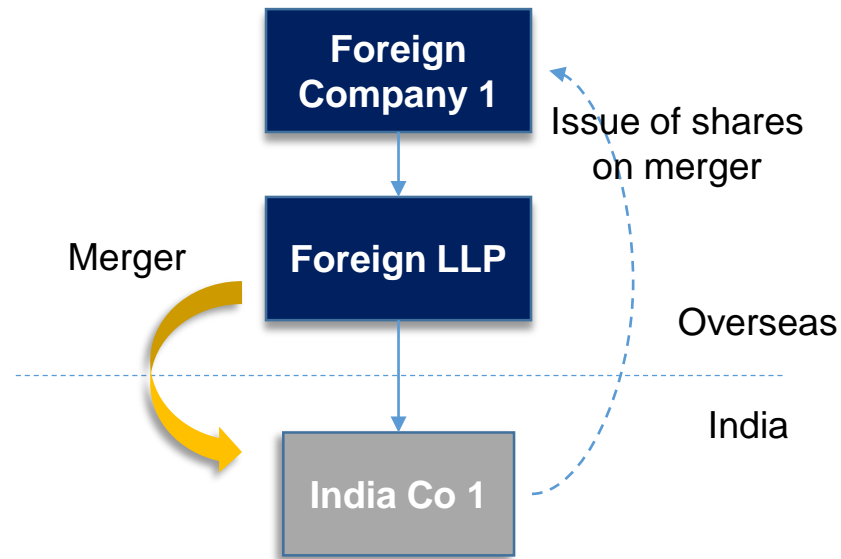 Foreign
Company 1
Issue of shares
on merger
Merger
Foreign LLP
Overseas
India
India Co 1